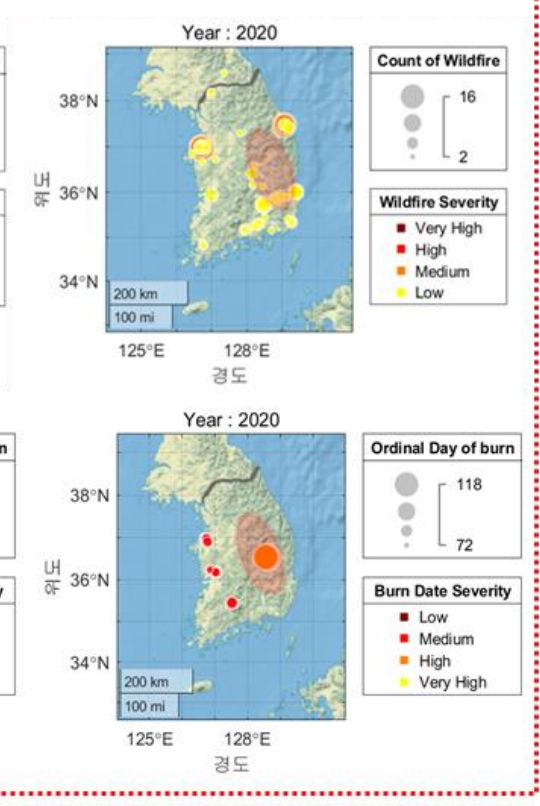 Year : 2020
38°N
36°N
34°N
위도
200 km
100 mi
125°E
128°E
경도
Count of Wildfire
16
2
Wildfire Severity
Very High
High
Medium
Low
Year : 2020
n
38°N
36°N
34°N
위도
y
200 km
100 mi
125°E
128°E
경도
Ordinal Day of burn
118
72
Burn Date Severity
Low
Medium
High
Very High